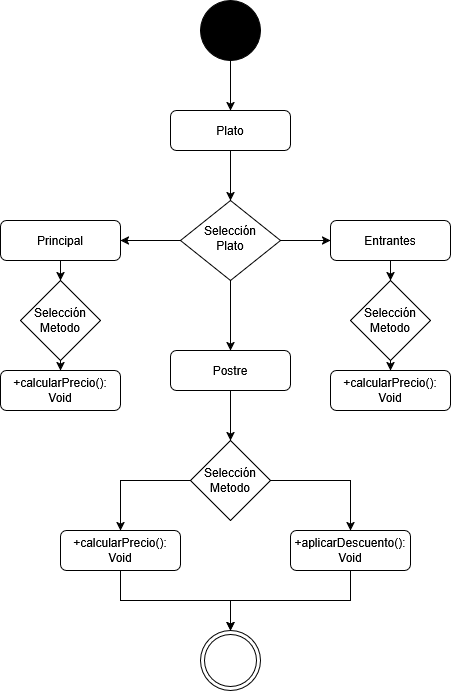 Plato
Selección
Plato
Principal
Entrantes
Selección
Metodo
Selección
Metodo
+calcularPrecio():
Void
Postre
+calcularPrecio():
Void
Selección
Metodo
+calcularPrecio():
Void
+aplicarDescuento():
Void